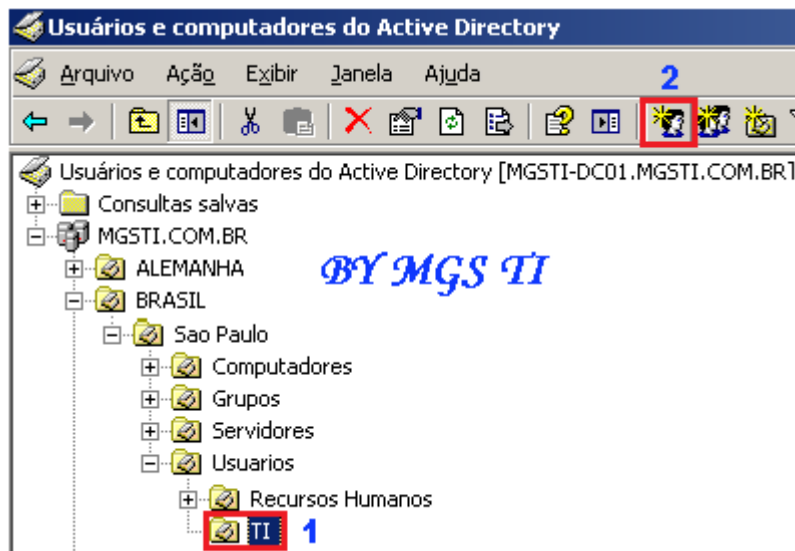 Usuários e computadores do Active Directory
Arquivo Ação Exibir Janela Ajuda
2
Usuários e computadores do Active Directory [MGSTI-DC01.MGSTI.COM.BR]
Consultas salvas
MGSTI.COM.BR
ALEMANHA
BY MGS TI
BRASIL
Sao Paulo
Computadores
Grupos
Servidores
Usuarios
Recursos Humanos
TI 1